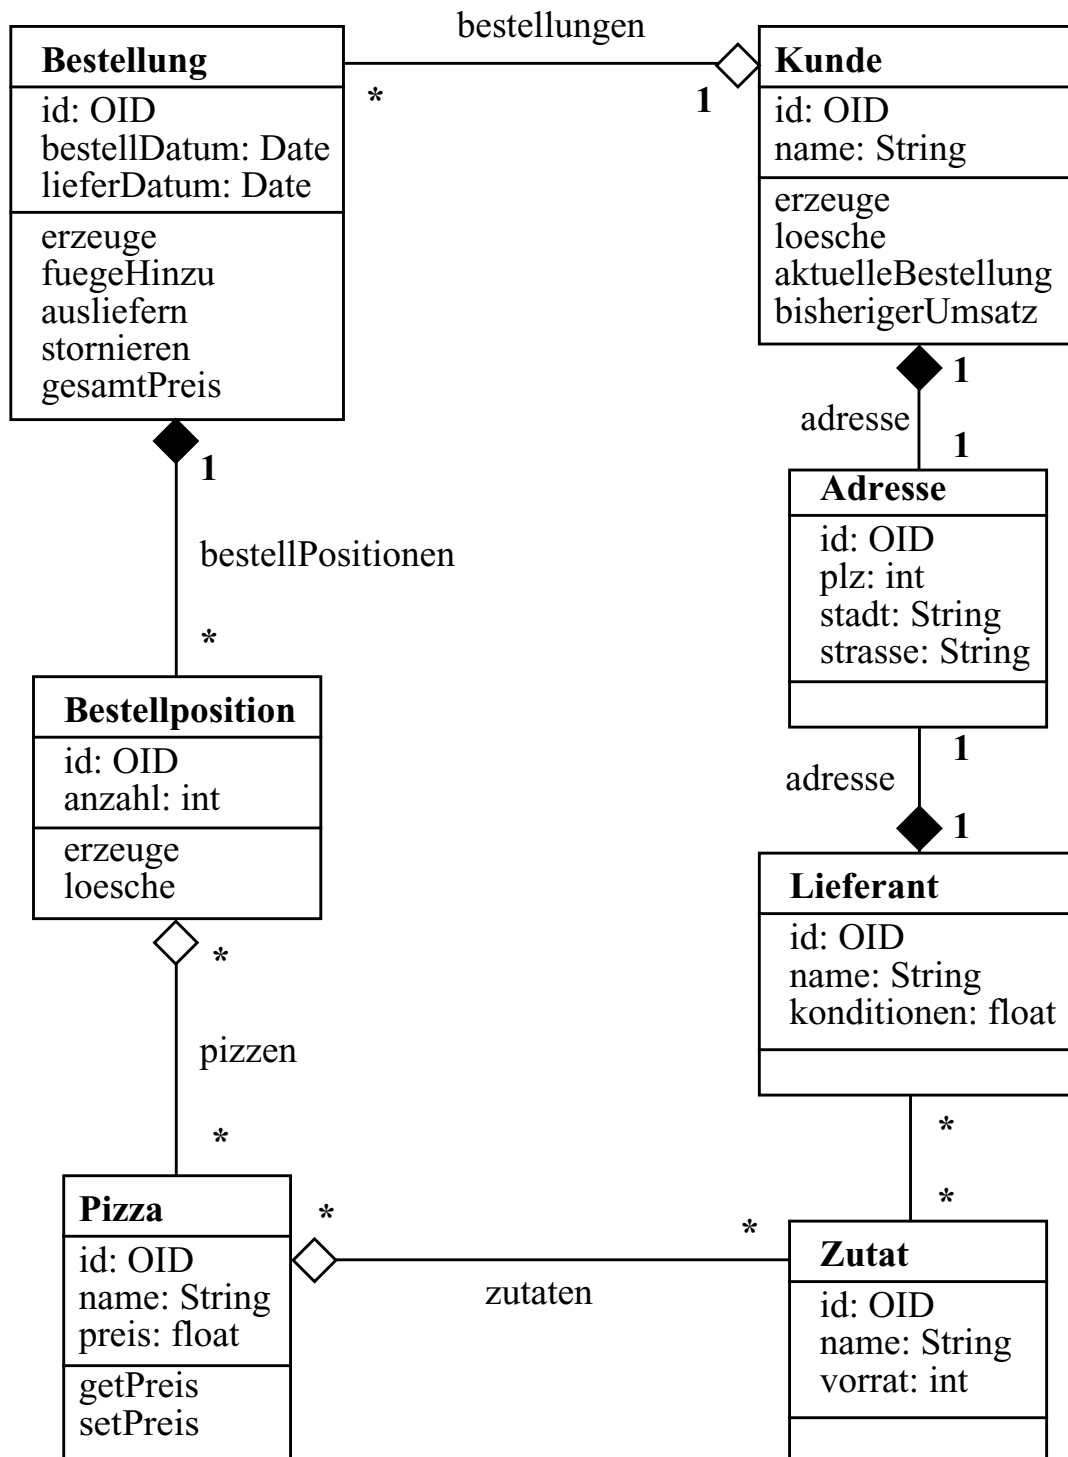 bestellungen
Bestellung
*
1
Kunde
id: OID
bestellDatum: Date
lieferDatum: Date
id: OID
name: String
erzeuge
fuegeHinzu
ausliefern
stornieren
gesamtPreis
erzeuge
loesche
aktuelleBestellung
bisherigerUmsatz
1
bestellPositionen
*
1
adresse
1
Adresse
id: OID
plz: int
stadt: String
strasse: String
Bestellposition
id: OID
anzahl: int
erzeuge
loesche
1
adresse
1
Lieferant
id: OID
name: String
konditionen: float
*
pizzen
*
*
*
Pizza
id: OID
name: String
preis: float
getPreis
setPreis
*
zutaten
*
Zutat
id: OID
name: String
vorrat: int